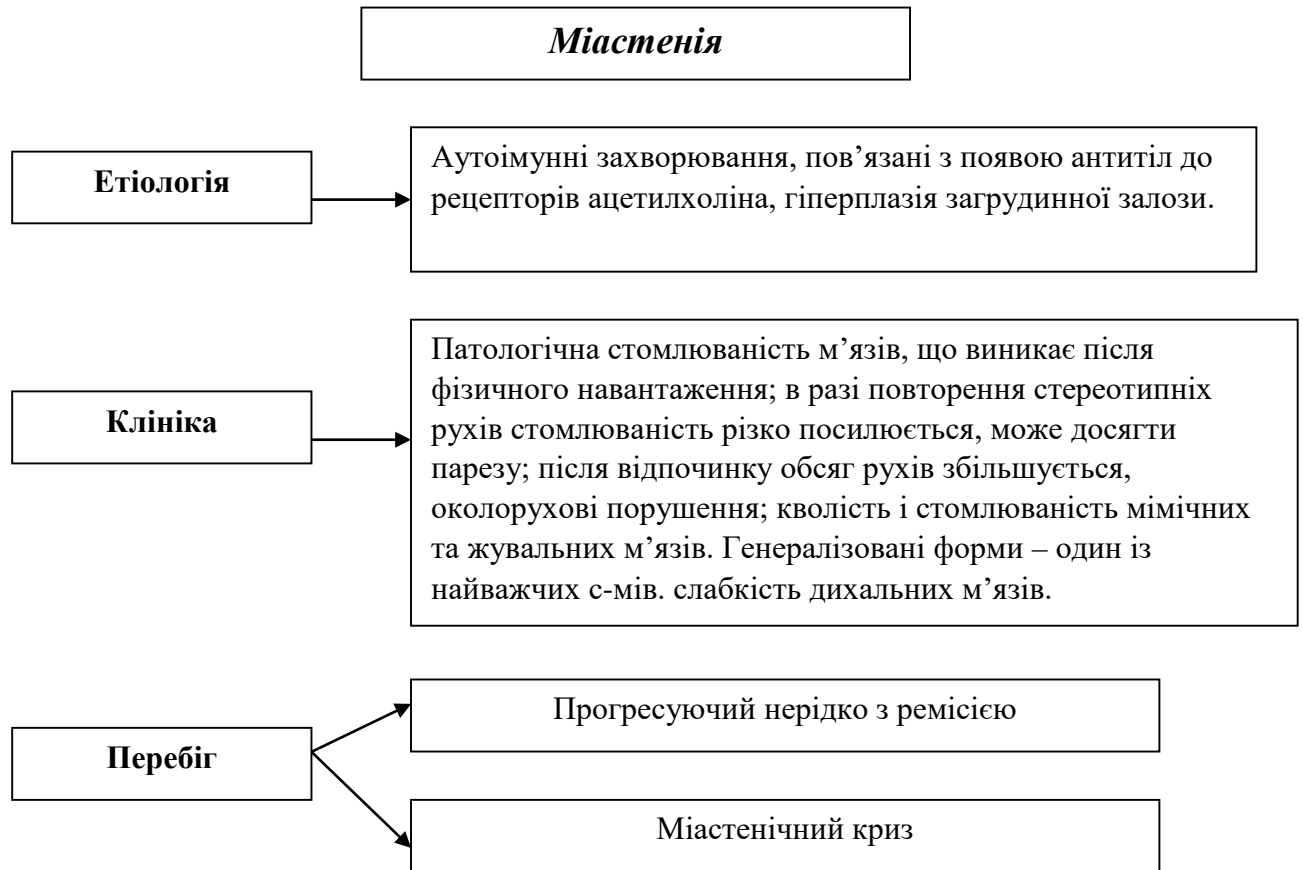 Міастенія
Етіологія
Аутоімунні захворювання, пов’язані з появою антитіл до
рецепторів ацетилхоліна, гіперплазія загрудинної залози.
Клініка
Патологічна стомлюваність м’язів, що виникає після
фізичного навантаження; в разі повторення стереотипніх
рухів стомлюваність різко посилюється, може досягти
парезу; після відпочинку обсяг рухів збільшується,
околорухові порушення; кволість і стомлюваність мімічних
та жувальних м’язів. Генералізовані форми – один із
найважчих с-мів. слабкість дихальних м’язів.
Перебіг
Прогресуючий нерідко з ремісією
Міастенічний криз